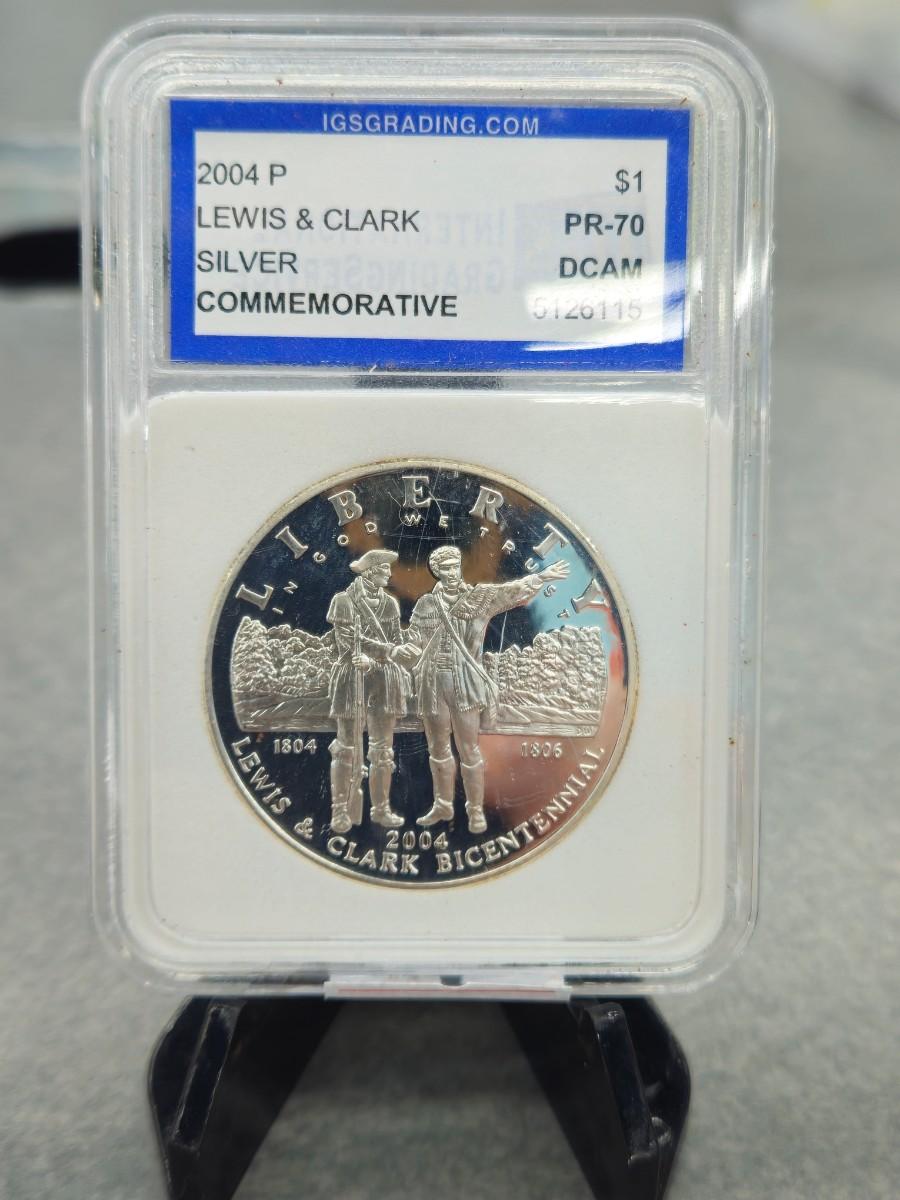 IGSGRADING.COM
2004 P $1
LEWIS & CLARK PR-70
SILVER DCAM
COMMEMORATIVE 5126115
LIBERTY
IN GOD WE TRUST
1804 1806
2004
LEWIS & CLARK BICENTENNIAL